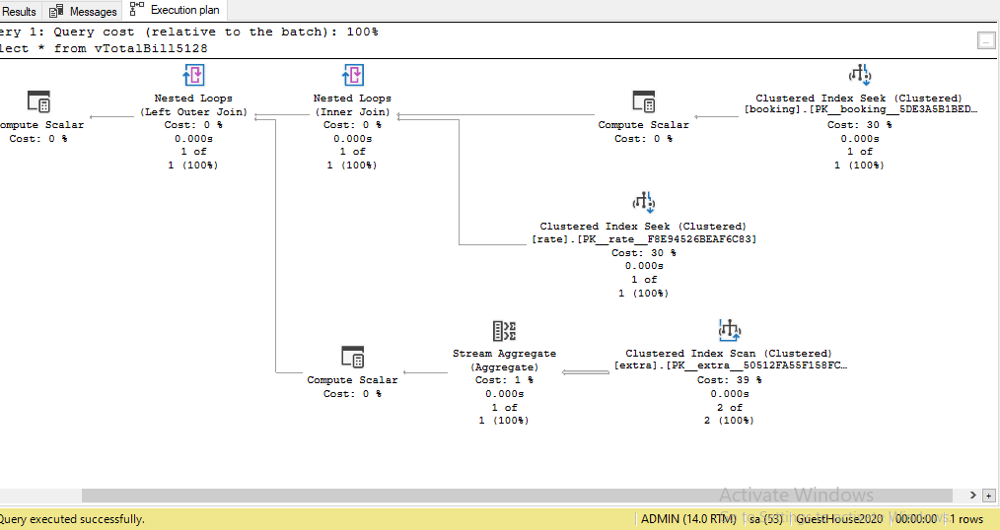 Results Messages Execution plan
ery 1: Query cost (relative to the batch): 100%
lect * from vTotalBill5128
...
ompute Scalar
Cost: 0 %
Nested Loops
(Left Outer Join)
Cost: 0 %
0.000s
1 of
1 (100%)
Nested Loops
(Inner Join)
Cost: 0 %
0.000s
1 of
1 (100%)
Compute Scalar
Cost: 0 %
Clustered Index Seek (Clustered)
[booking].[PK__booking__5DE3A5B1BED…
Cost: 30 %
0.000s
1 of
1 (100%)
Clustered Index Seek (Clustered)
[rate].[PK__rate__F8E94526BEAF6C83]
Cost: 30 %
0.000s
1 of
1 (100%)
Compute Scalar
Cost: 0 %
Stream Aggregate
(Aggregate)
Cost: 1 %
0.000s
1 of
1 (100%)
Clustered Index Scan (Clustered)
[extra].[PK__extra__50512FA55F158FC…
Cost: 39 %
0.000s
2 of
2 (100%)
Activate Windows
Query executed successfully.
ADMIN (14.0 RTM) sa (53) GuestHouse2020 00:00:00 1 rows